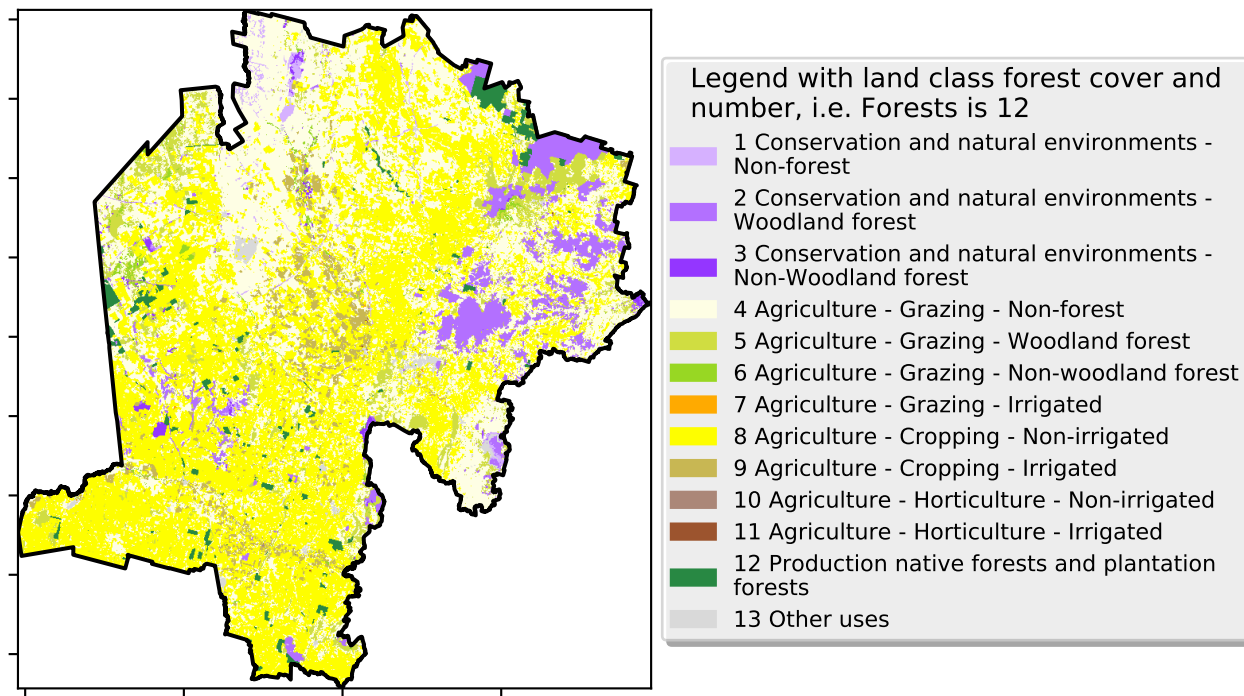 Legend with land class forest cover and
number, i.e. Forests is 12
1 Conservation and natural environments -
Non-forest
2 Conservation and natural environments -
Woodland forest
3 Conservation and natural environments -
Non-Woodland forest
4 Agriculture - Grazing - Non-forest
5 Agriculture - Grazing - Woodland forest
6 Agriculture - Grazing - Non-woodland forest
7 Agriculture - Grazing - Irrigated
8 Agriculture - Cropping - Non-irrigated
9 Agriculture - Cropping - Irrigated
10 Agriculture - Horticulture - Non-irrigated
11 Agriculture - Horticulture - Irrigated
12 Production native forests and plantation
forests
13 Other uses